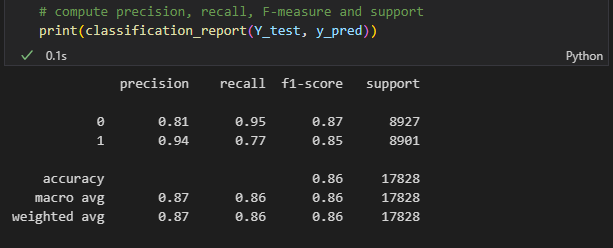 # compute precision, recall, F-measure and support
print(classification_report(Y_test, y_pred))
✓ 0.1s Python
precision recall f1-score support
0 0.81 0.95 0.87 8927
1 0.94 0.77 0.85 8901
accuracy 0.86 17828
macro avg 0.87 0.86 0.86 17828
weighted avg 0.87 0.86 0.86 17828